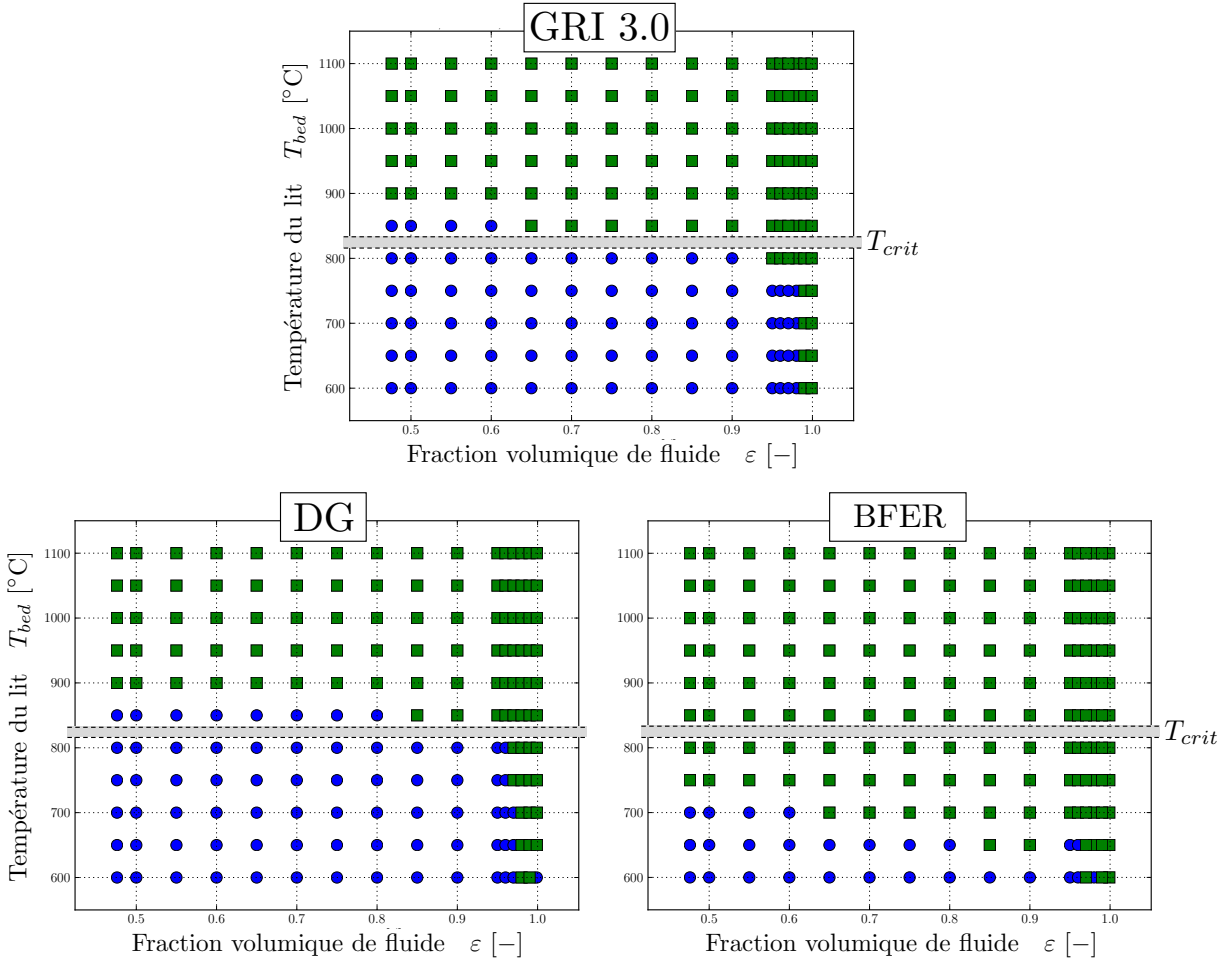 GRI 3.0
Température du lit T_bed [°C]
1100
1000
900
800
700
600
T_crit
0.5 0.6 0.7 0.8 0.9 1.0
Fraction volumique de fluide ε [−]
DG
Température du lit T_bed [°C]
1100
1000
900
800
700
600
0.5 0.6 0.7 0.8 0.9 1.0
Fraction volumique de fluide ε [−]
BFER
1100
1000
900
800
700
600
T_crit
0.5 0.6 0.7 0.8 0.9 1.0
Fraction volumique de fluide ε [−]